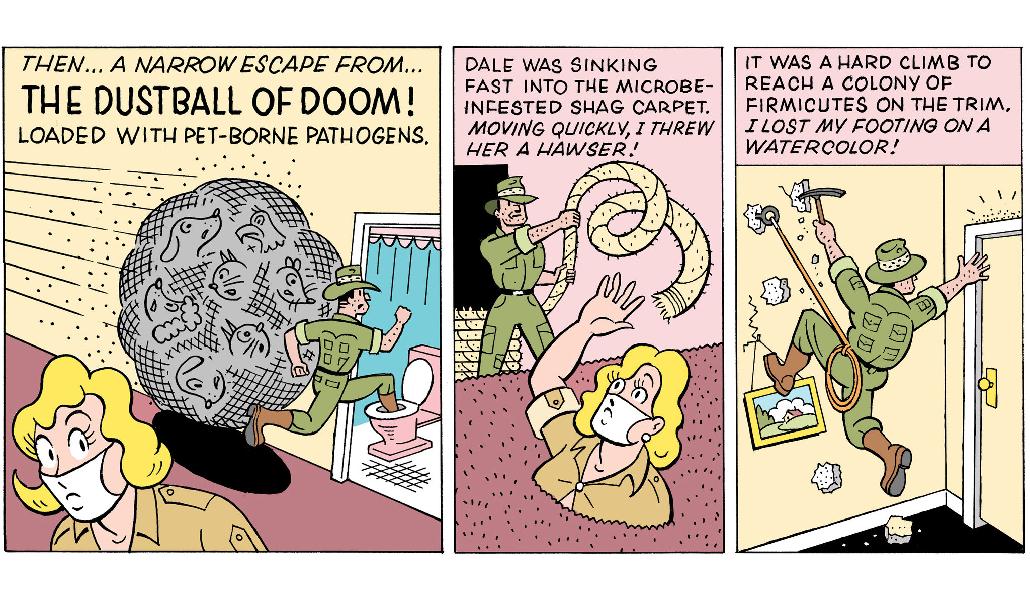 THEN... A NARROW ESCAPE FROM...
THE DUSTBALL OF DOOM!
LOADED WITH PET-BORNE PATHOGENS.
DALE WAS SINKING
FAST INTO THE MICROBE-
INFESTED SHAG CARPET.
MOVING QUICKLY, I THREW
HER A HAWSER!
IT WAS A HARD CLIMB TO
REACH A COLONY OF
FIRMICUTES ON THE TRIM.
I LOST MY FOOTING ON A
WATERCOLOR!